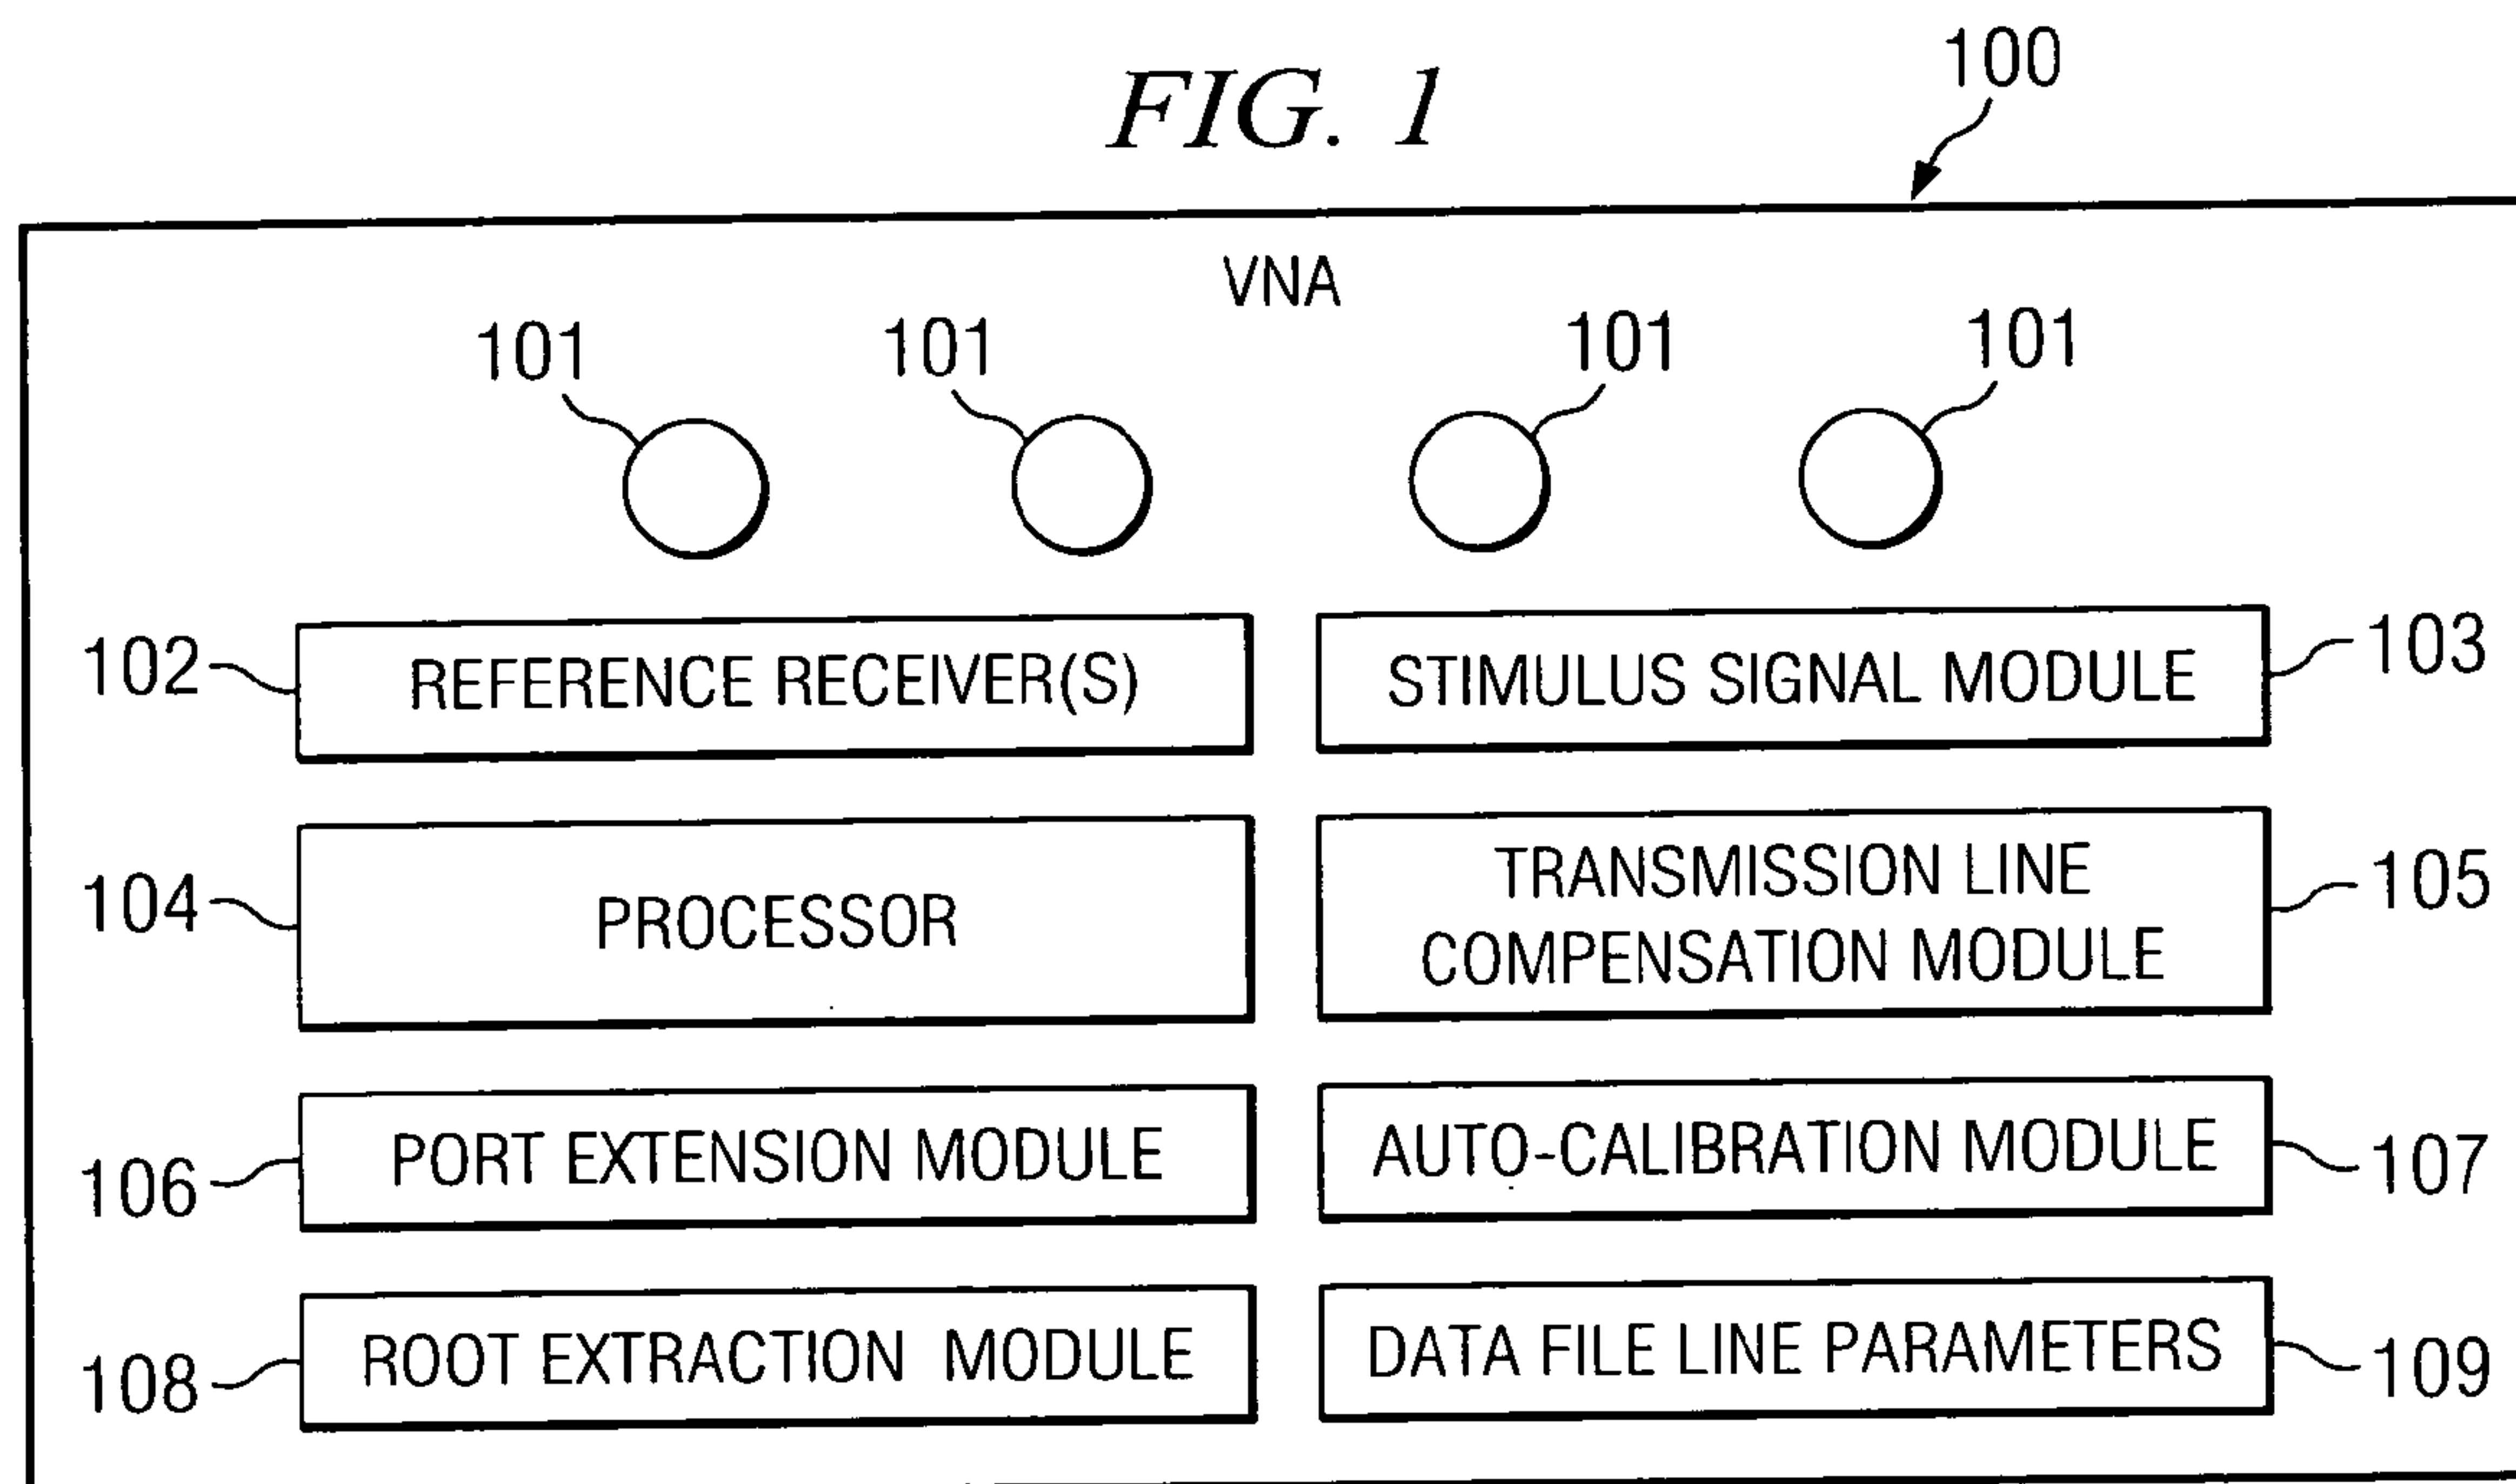 FIG. 1
100
VNA
101 101 101 101
102 REFERENCE RECEIVER(S) STIMULUS SIGNAL MODULE 103
104 PROCESSOR
TRANSMISSION LINE
COMPENSATION MODULE
105
106 PORT EXTENSION MODULE AUTO-CALIBRATION MODULE 107
108 ROOT EXTRACTION MODULE DATA FILE LINE PARAMETERS 109